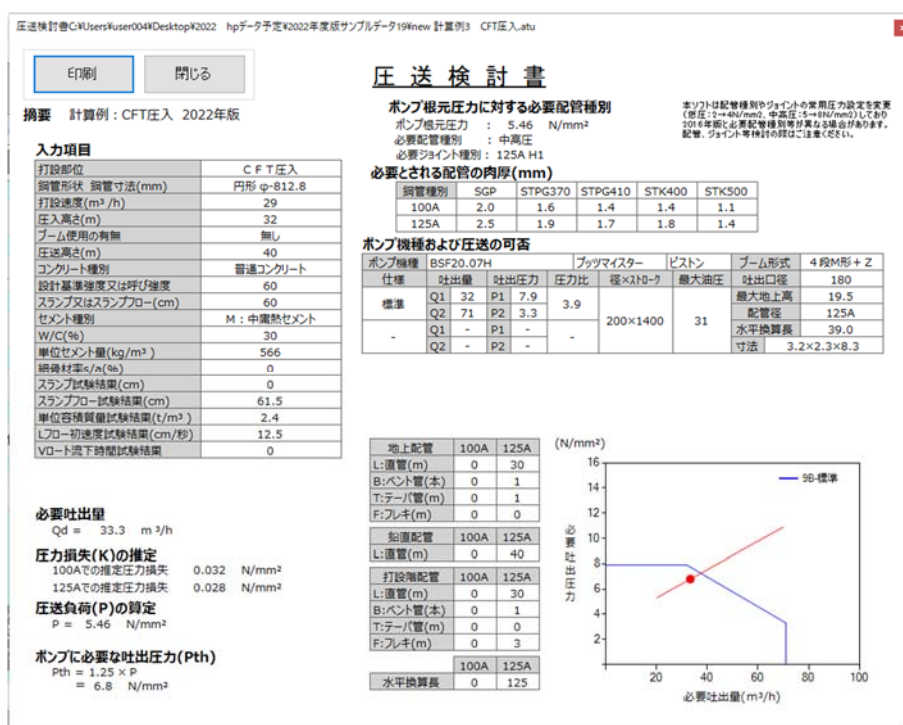 圧送検討書C:¥Users¥user004¥Desktop¥2022 hpデータ予定¥2022年度版サンプルデータ19¥new 計算例3 CFT圧入.atu
印刷 閉じる
摘要 計算例：CFT圧入 2022年版
入力項目
打設部位 CFT圧入
鋼管形状 鋼管寸法(mm) 円形 φ-812.8
打設速度(m³/h) 29
圧入高さ(m) 32
ブーム使用の有無 無し
圧送高さ(m) 40
コンクリート種別 普通コンクリート
設計基準強度又は呼び強度 60
スランプ又はスランプフロー(cm) 60
セメント種別 M：中庸熱セメント
W/C(%) 30
単位セメント量(kg/m³) 566
細骨材率s/a(%) 0
スランプ試験結果(cm) 0
スランプフロー試験結果(cm) 61.5
単位容積質量試験結果(t/m³) 2.4
Lフロー初速度試験結果(cm/秒) 12.5
Vロート流下時間試験結果 0
必要吐出量
Qd = 33.3 m³/h
圧力損失(K)の推定
100Aでの推定圧力損失 0.032 N/mm²
125Aでの推定圧力損失 0.028 N/mm²
圧送負荷(P)の算定
P = 5.46 N/mm²
ポンプに必要な吐出圧力(Pth)
Pth = 1.25 × P
= 6.8 N/mm²
圧送検討書
ポンプ根元圧力に対する必要配管種別
ポンプ根元圧力 ： 5.46 N/mm²
必要配管種別 ： 中高圧
必要ジョイント種別： 125A H1
本ソフトは配管種別やジョイントの常用圧力設定を変更
(低圧:2→4N/mm2、中高圧:5→8N/mm2)しており
2016年版と必要配管種別等が異なる場合があります。
配管、ジョイント等検討の際はご注意ください。
必要とされる配管の肉厚(mm)
鋼管種別 SGP STPG370 STPG410 STK400 STK500
100A 2.0 1.6 1.4 1.4 1.1
125A 2.5 1.9 1.7 1.8 1.4
ポンプ機種および圧送の可否
ポンプ機種 BSF20.07H プッツマイスター ピストン ブーム形式 4段M形＋Z
仕様 吐出量 吐出圧力 圧力比 径×ストローク 最大油圧 吐出口径 180
標準 Q1 32 P1 7.9 3.9 200×1400 31 最大地上高 19.5
Q2 71 P2 3.3 配管径 125A
- Q1 - P1 - - 水平換算長 39.0
Q2 - P2 - 寸法 3.2×2.3×8.3
地上配管 100A 125A
L:直管(m) 0 30
B:ベント管(本) 0 1
T:テーパ管(m) 0 1
F:フレキ(m) 0 0
鉛直配管 100A 125A
L:直管(m) 0 40
打設階配管 100A 125A
L:直管(m) 0 30
B:ベント管(本) 0 1
T:テーパ管(m) 0 0
F:フレキ(m) 0 3
100A 125A
水平換算長 0 125
(N/mm²)
16
14
12
10
8
6
4
2
必要吐出圧力
9B-標準
20 40 60 80 100
必要吐出量(m³/h)